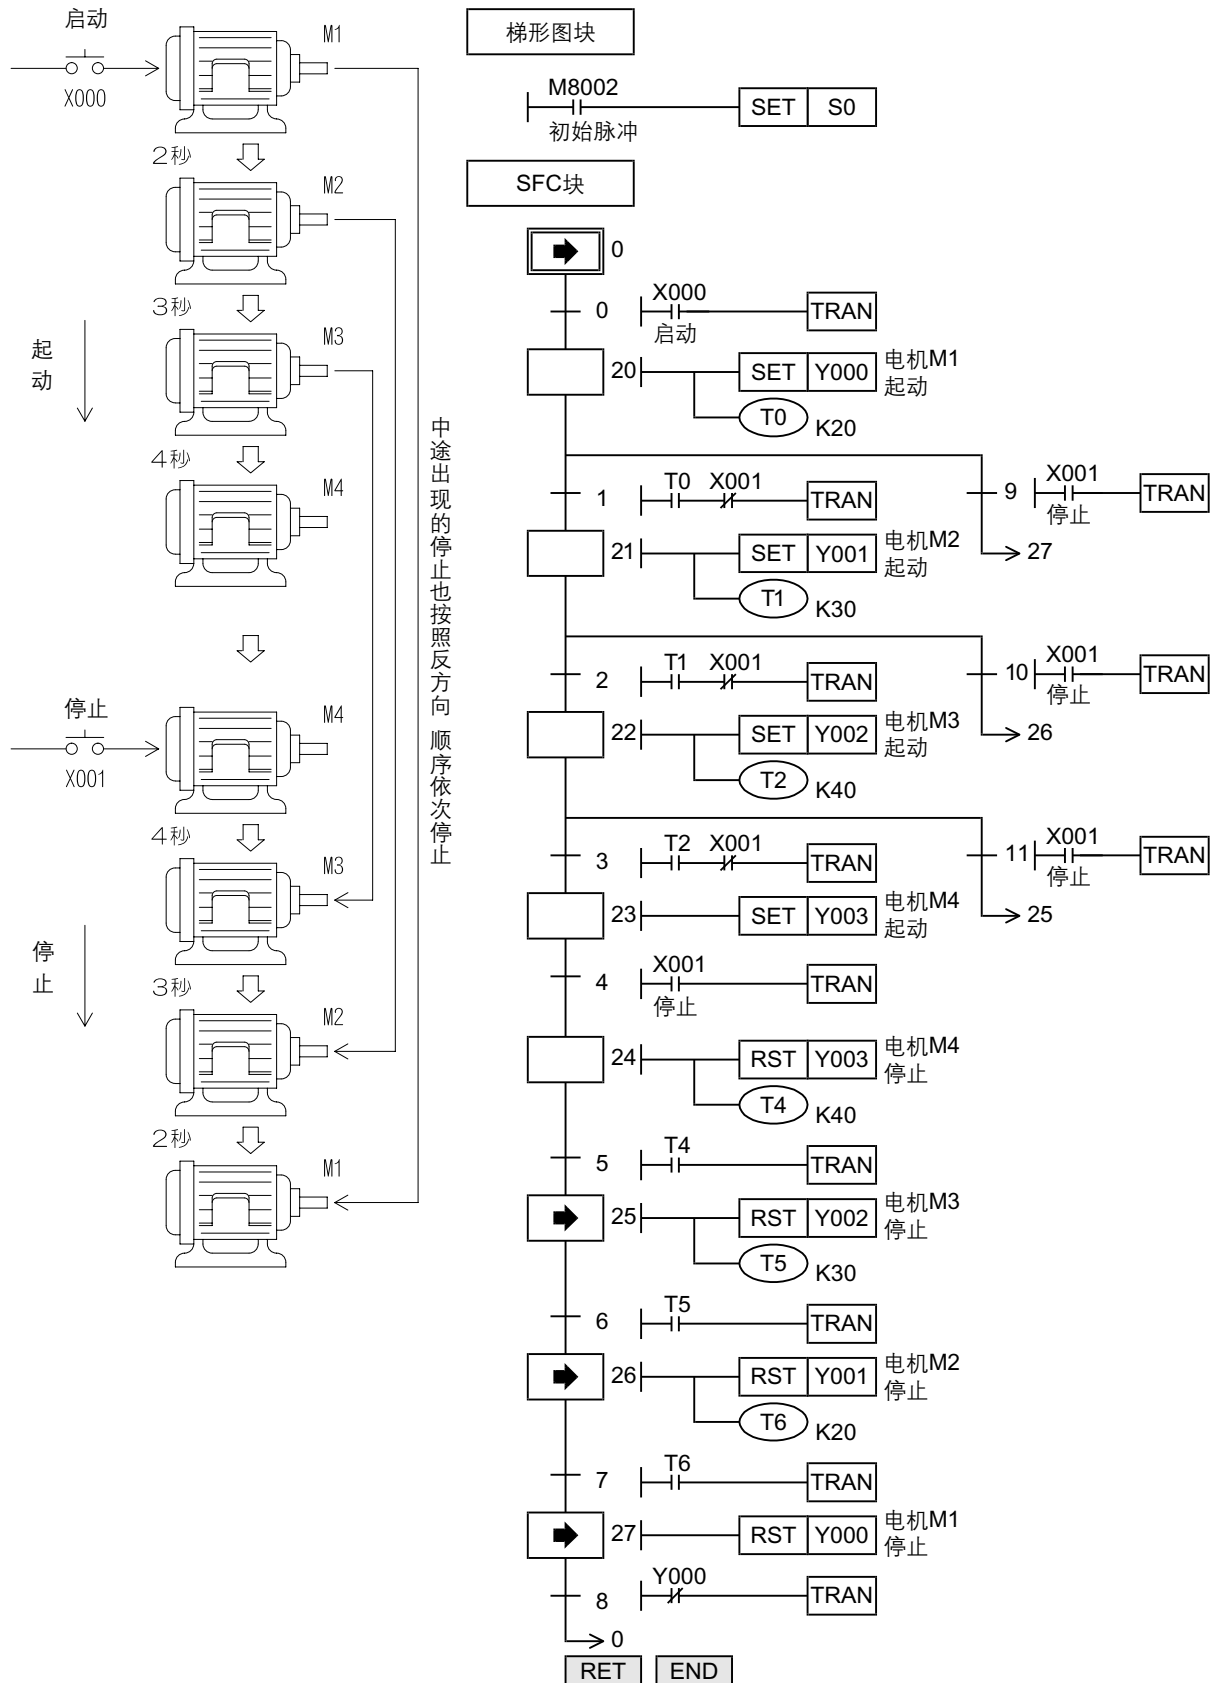 启动
X000
M1
2秒
M2
3秒
M3
起动
4秒
M4
停止
X001
M4
4秒
M3
停止
3秒
M2
2秒
M1
中途出现的停止也按照反方向 顺序依次停止
梯形图块
M8002
初始脉冲
SET S0
SFC块
0
0 X000 TRAN
启动
20 SET Y000 电机M1
起动
T0 K20
1 T0 X001 TRAN
9 X001 TRAN
停止
27
21 SET Y001 电机M2
起动
T1 K30
2 T1 X001 TRAN
10 X001 TRAN
停止
26
22 SET Y002 电机M3
起动
T2 K40
3 T2 X001 TRAN
11 X001 TRAN
停止
25
23 SET Y003 电机M4
起动
4 X001 TRAN
停止
24 RST Y003 电机M4
停止
T4 K40
5 T4 TRAN
25 RST Y002 电机M3
停止
T5 K30
6 T5 TRAN
26 RST Y001 电机M2
停止
T6 K20
7 T6 TRAN
27 RST Y000 电机M1
停止
8 Y000 TRAN
0
RET END